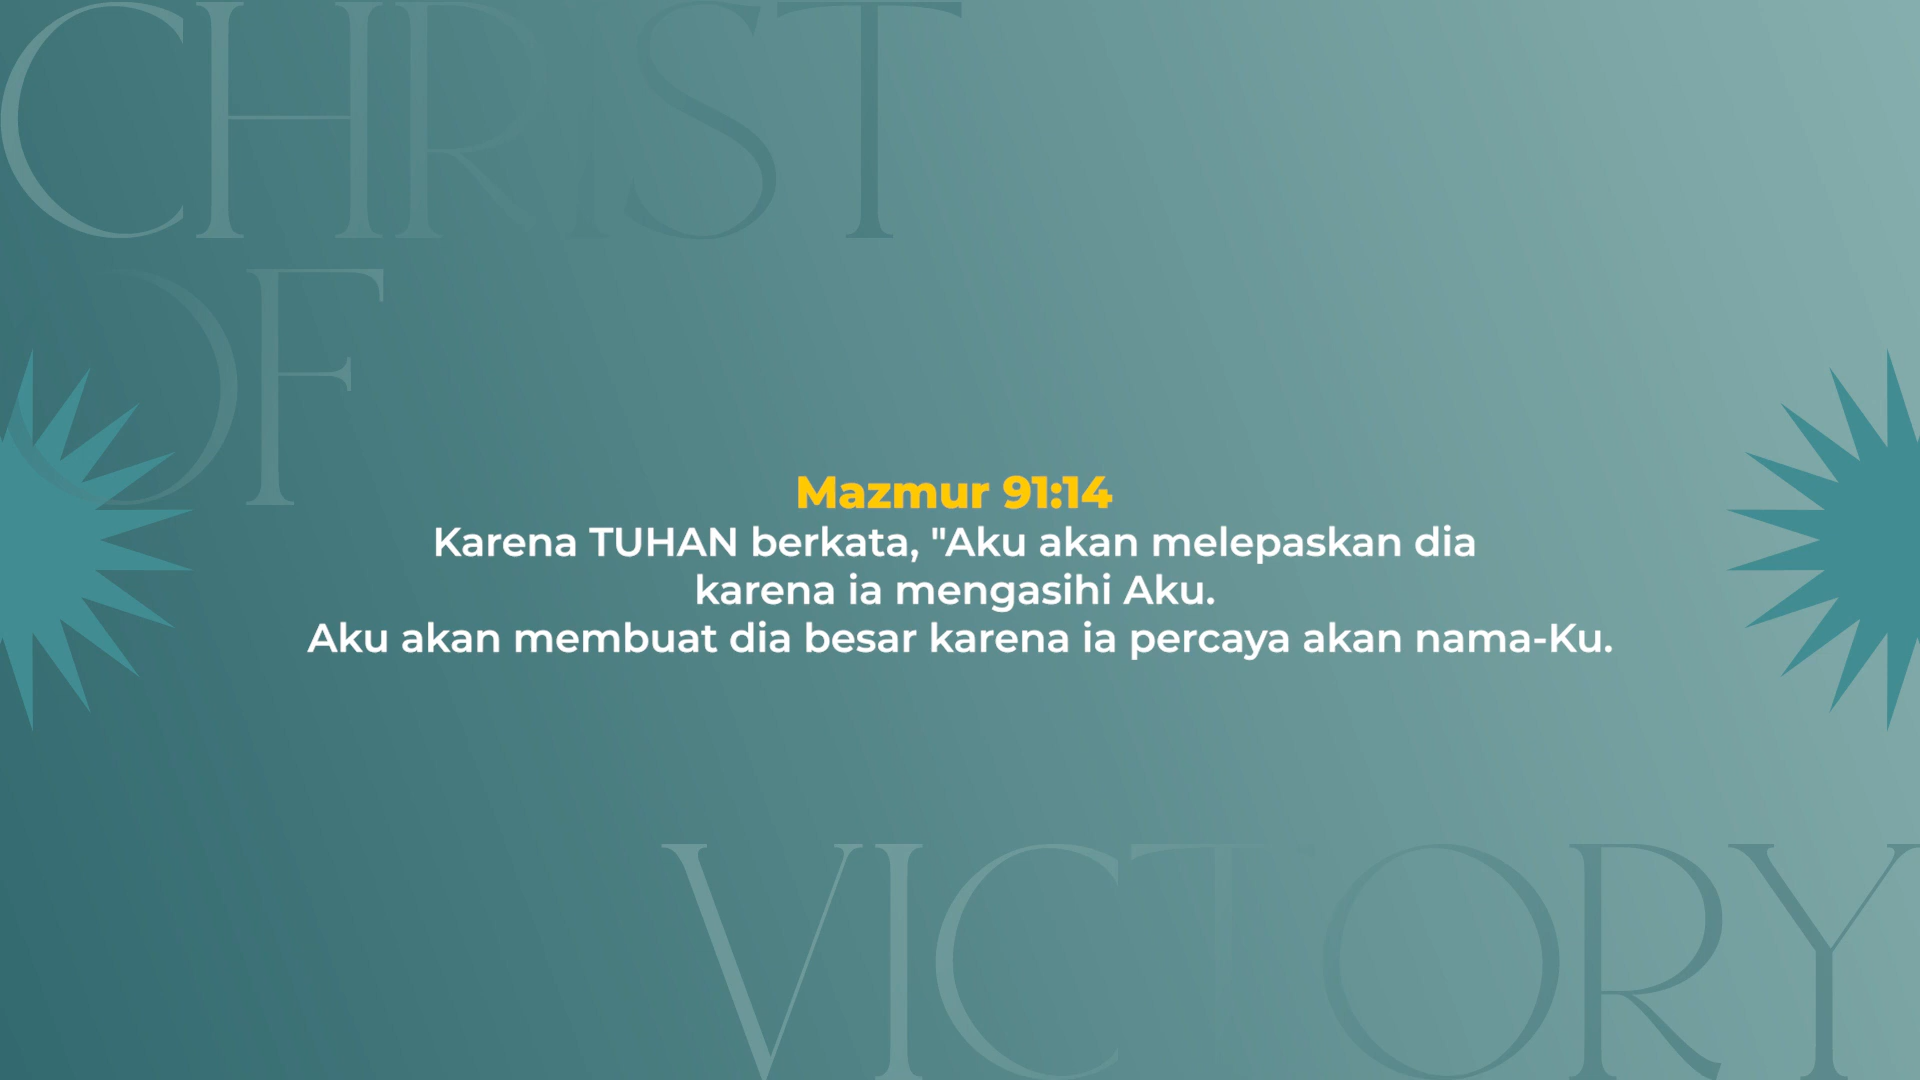 CHRIST
OF
Mazmur 91:14
Karena TUHAN berkata, "Aku akan melepaskan dia
karena ia mengasihi Aku.
Aku akan membuat dia besar karena ia percaya akan nama-Ku.
VICTORY